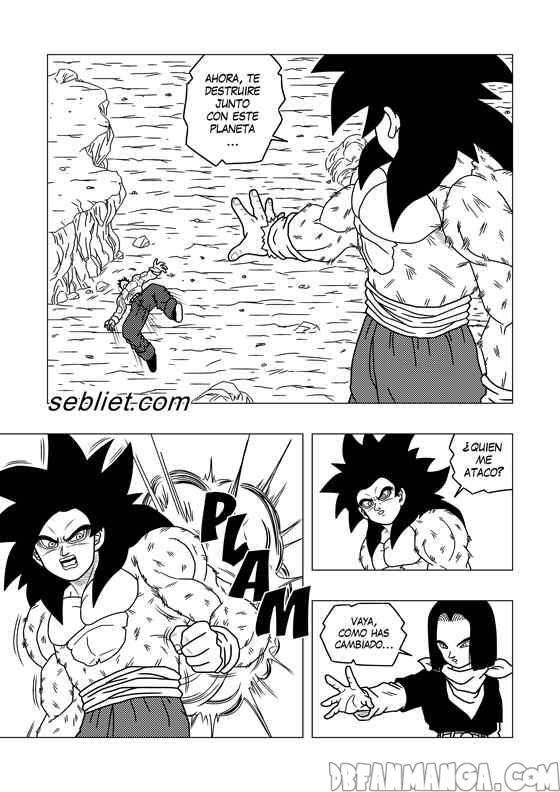 AHORA, TE
DESTRUIRE
JUNTO
CON ESTE
PLANETA
...
sebliet.com
PLAM
¿QUIEN
ME
ATACO?
VAYA,
COMO HAS
CAMBIADO...
DBFANMANGA.COM